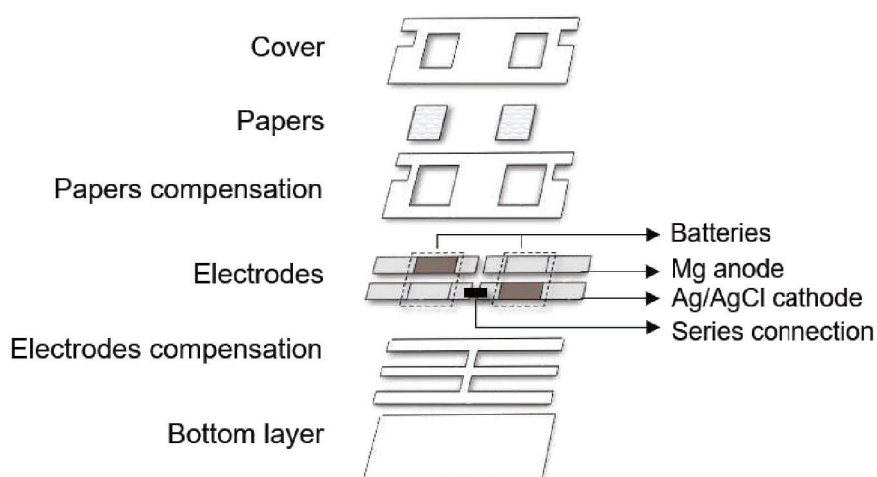 Cover
Papers
Papers compensation
Batteries
Electrodes
Mg anode
Ag/AgCl cathode
Series connection
Electrodes compensation
Bottom layer